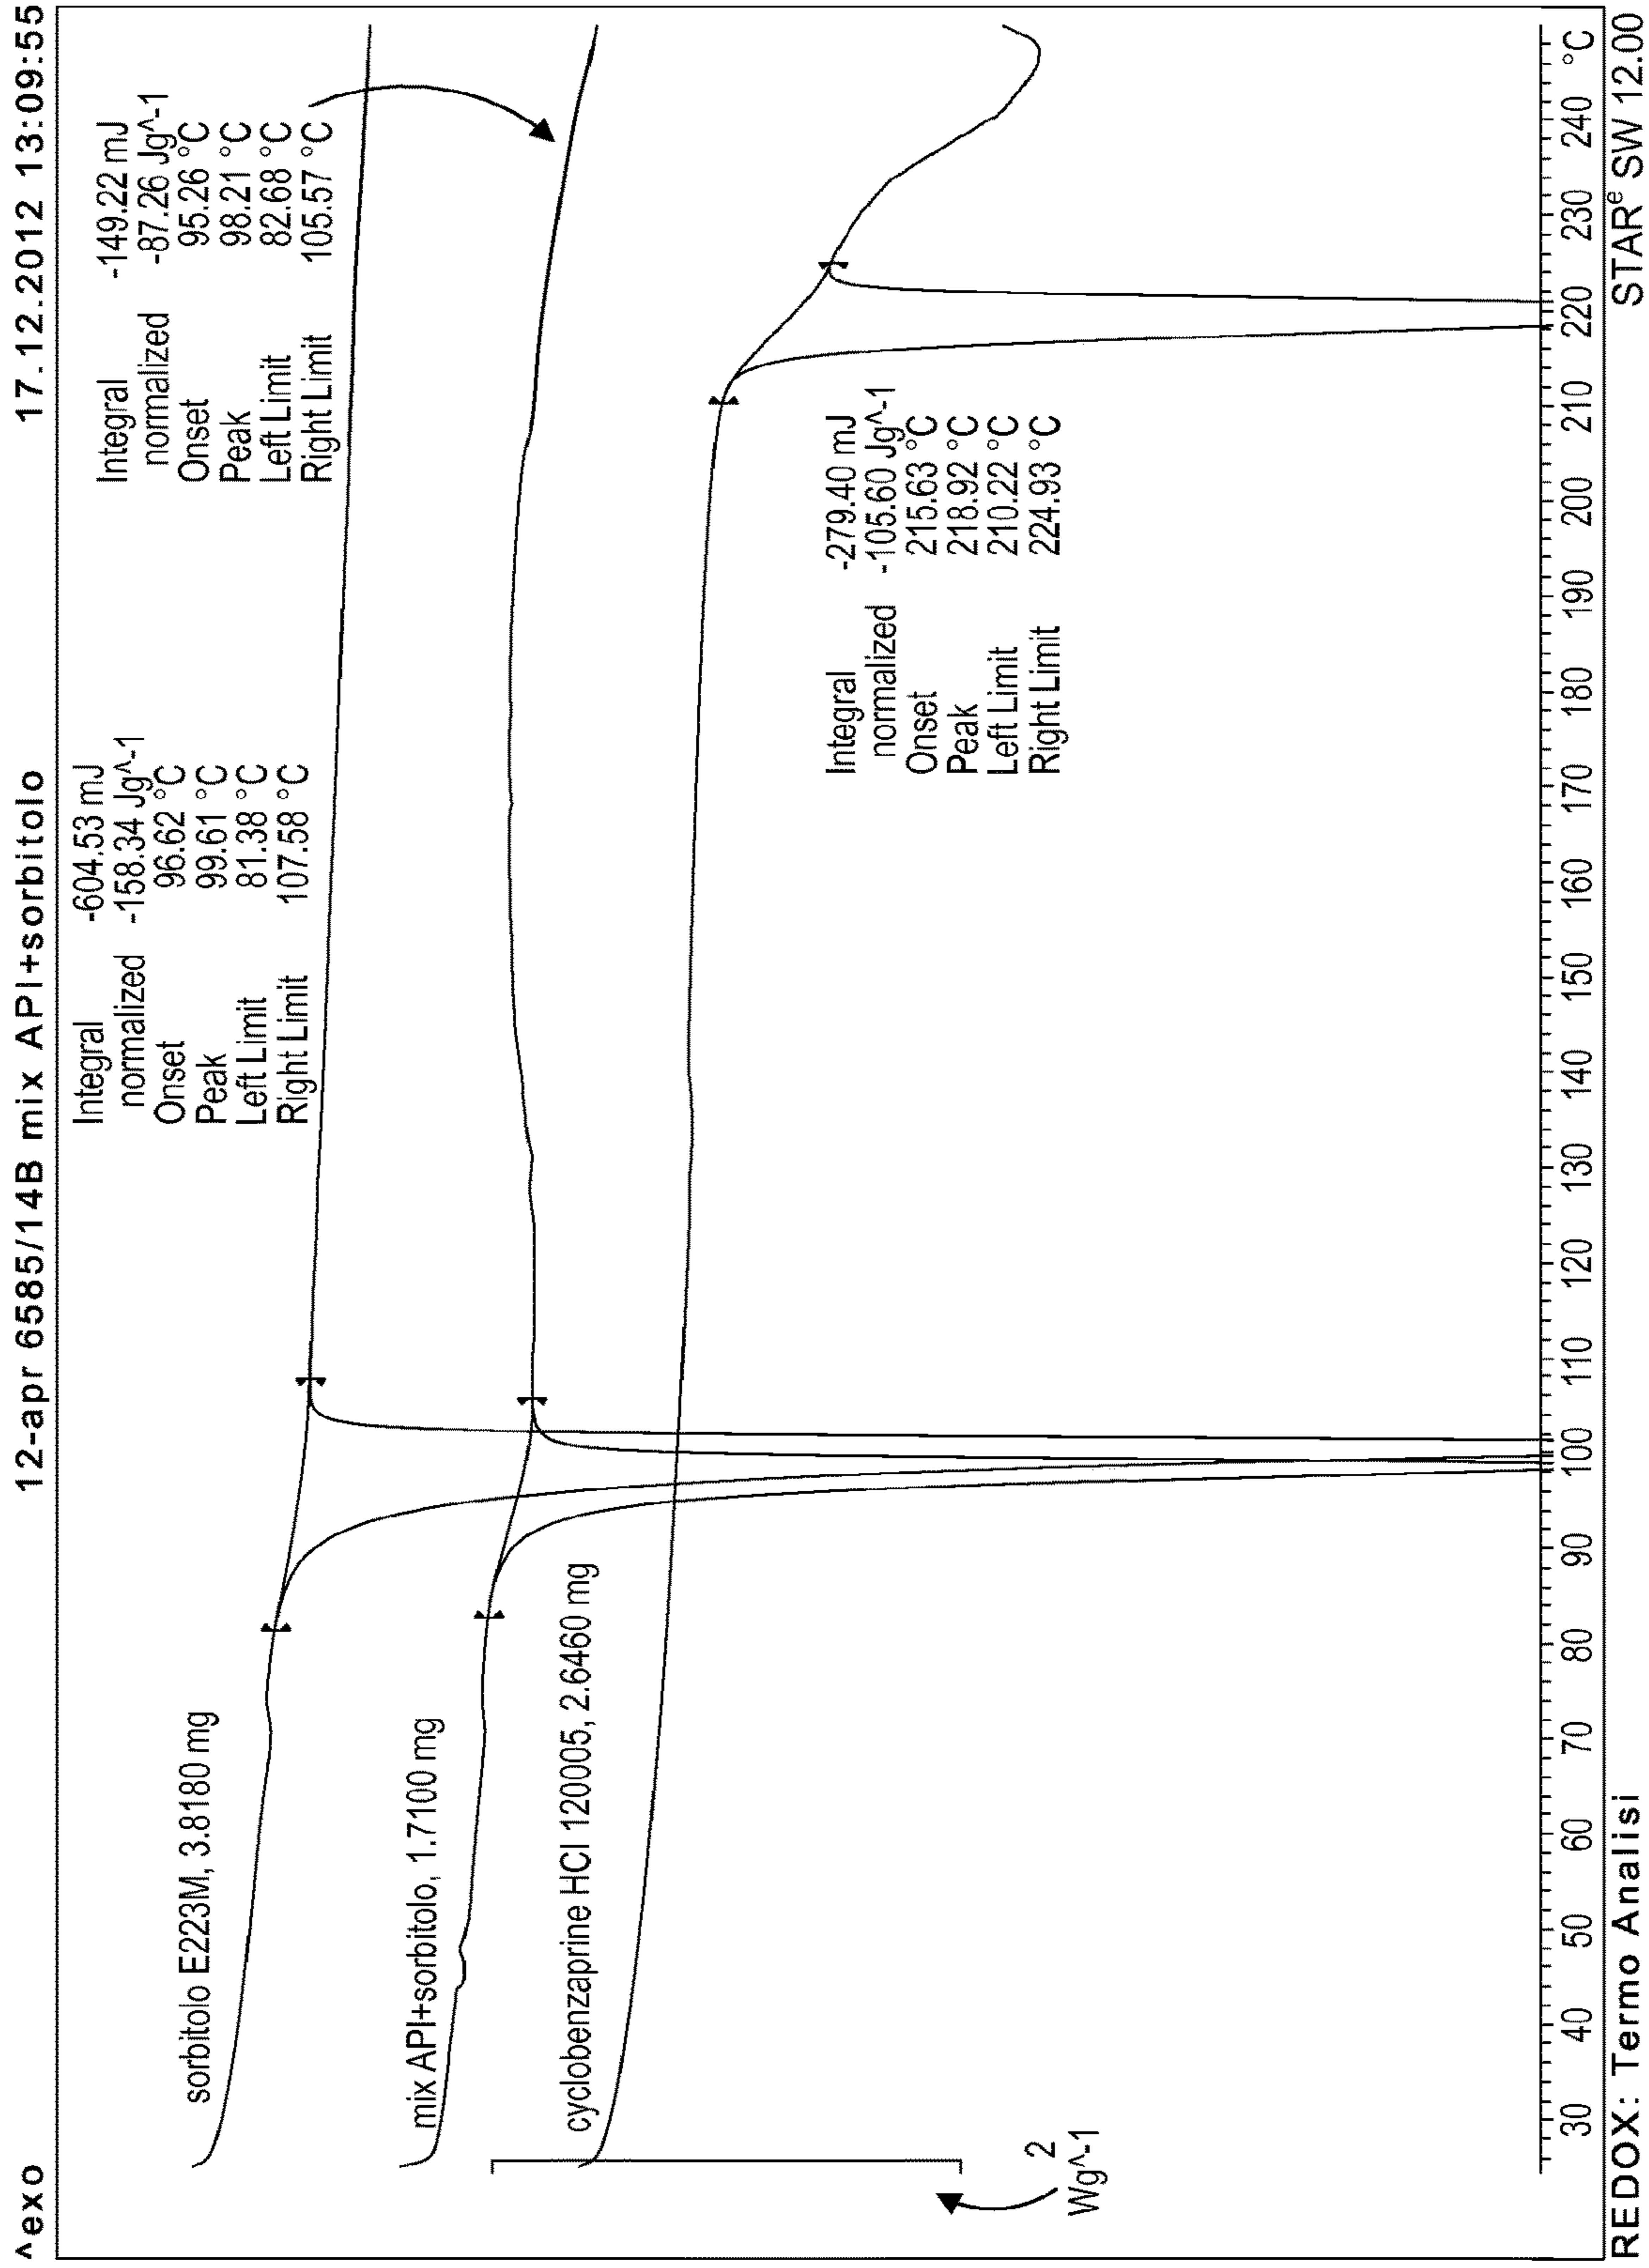 ^exo 12-apr 6585/14B mix API+sorbitolo 17.12.2012 13:09:55
Integral -604.53 mJ
normalized -158.34 Jg^-1
Onset 96.62 °C
Peak 99.61 °C
Left Limit 81.38 °C
Right Limit 107.58 °C
Integral -149.22 mJ
normalized -87.26 Jg^-1
Onset 95.26 °C
Peak 98.21 °C
Left Limit 82.68 °C
Right Limit 105.57 °C
sorbitolo E223M, 3.8180 mg
mix API+sorbitolo, 1.7100 mg
cyclobenzaprine HCI 120005, 2.6460 mg
Integral -279.40 mJ
normalized -105.60 Jg^-1
Onset 215.63 °C
Peak 218.92 °C
Left Limit 210.22 °C
Right Limit 224.93 °C
2
Wg^-1
30 40 50 60 70 80 90 100 110 120 130 140 150 160 170 180 190 200 210 220 230 240 °C
REDOX: Termo Analisi STARe SW 12.00